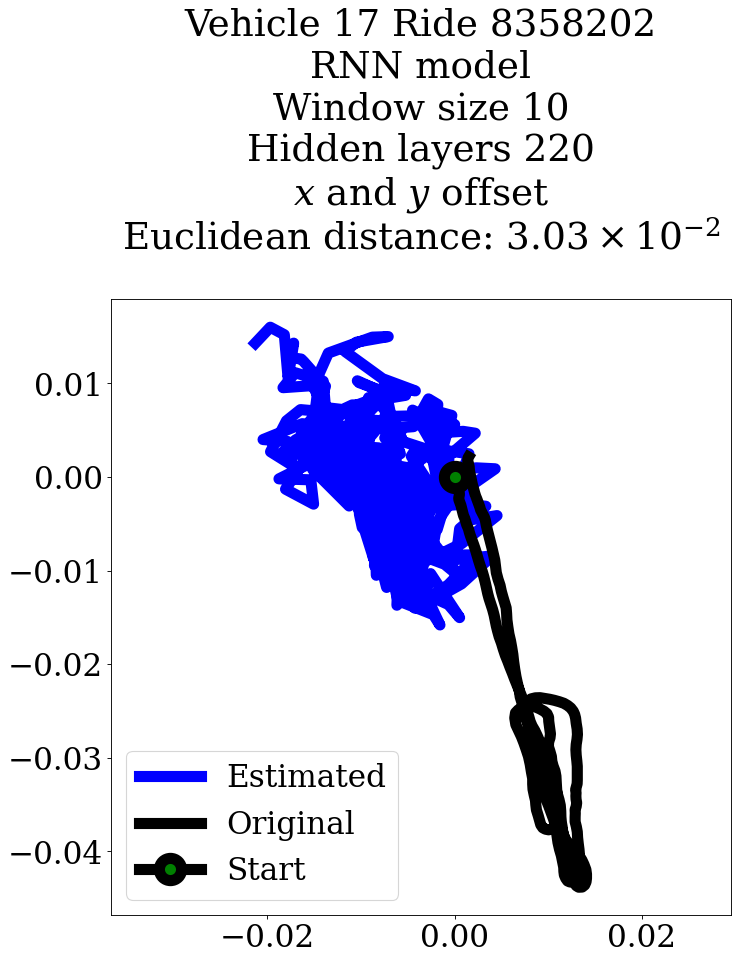 Vehicle 17 Ride 8358202
RNN model
Window size 10
Hidden layers 220
x and y offset
Euclidean distance: 3.03 × 10⁻²
0.01
0.00
−0.01
−0.02
−0.03
−0.04
Estimated
Original
Start
−0.02 0.00 0.02